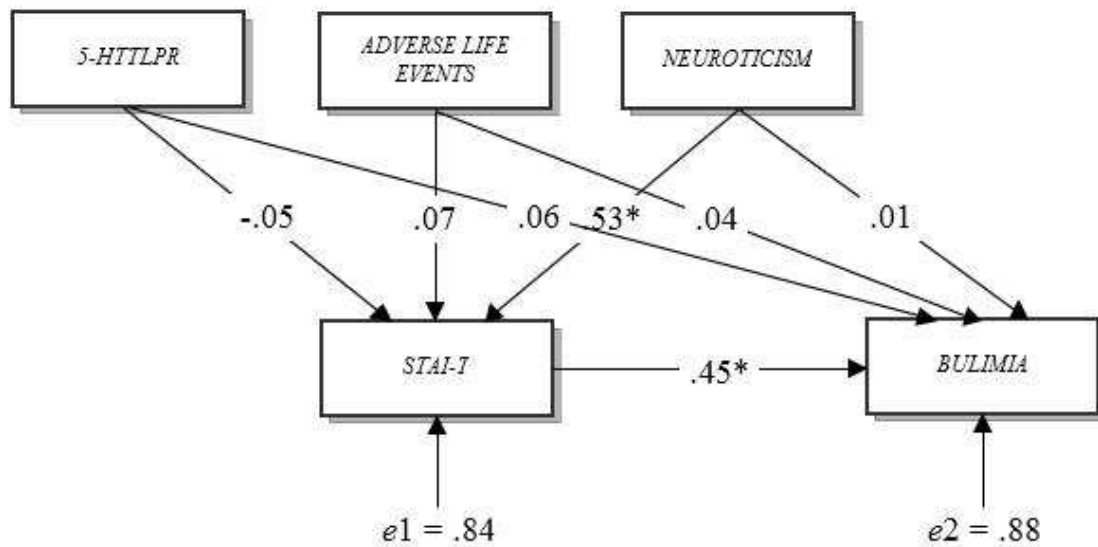 5-HTTLPR
ADVERSE LIFE
EVENTS
NEUROTICISM
-.05
.07
.06
.53*
.04
.01
STAI-T
.45*
BULIMIA
e1 = .84
e2 = .88